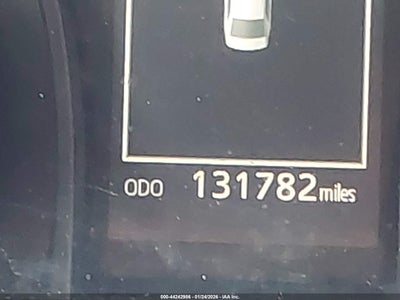 ODO 131782 miles
000-44242986 - 01/24/2026 - IAA Inc.